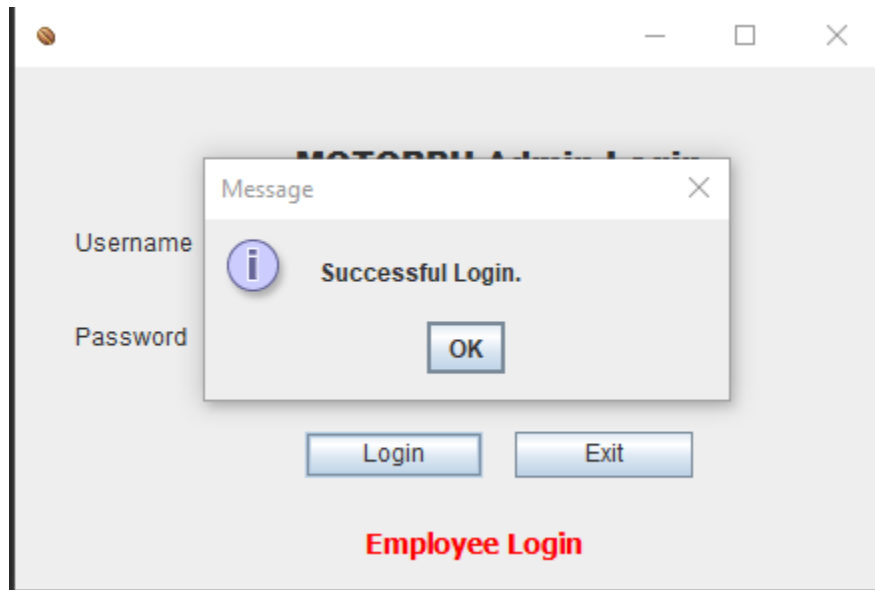 Message
Username
Successful Login.
Password
OK
Login
Exit
Employee Login